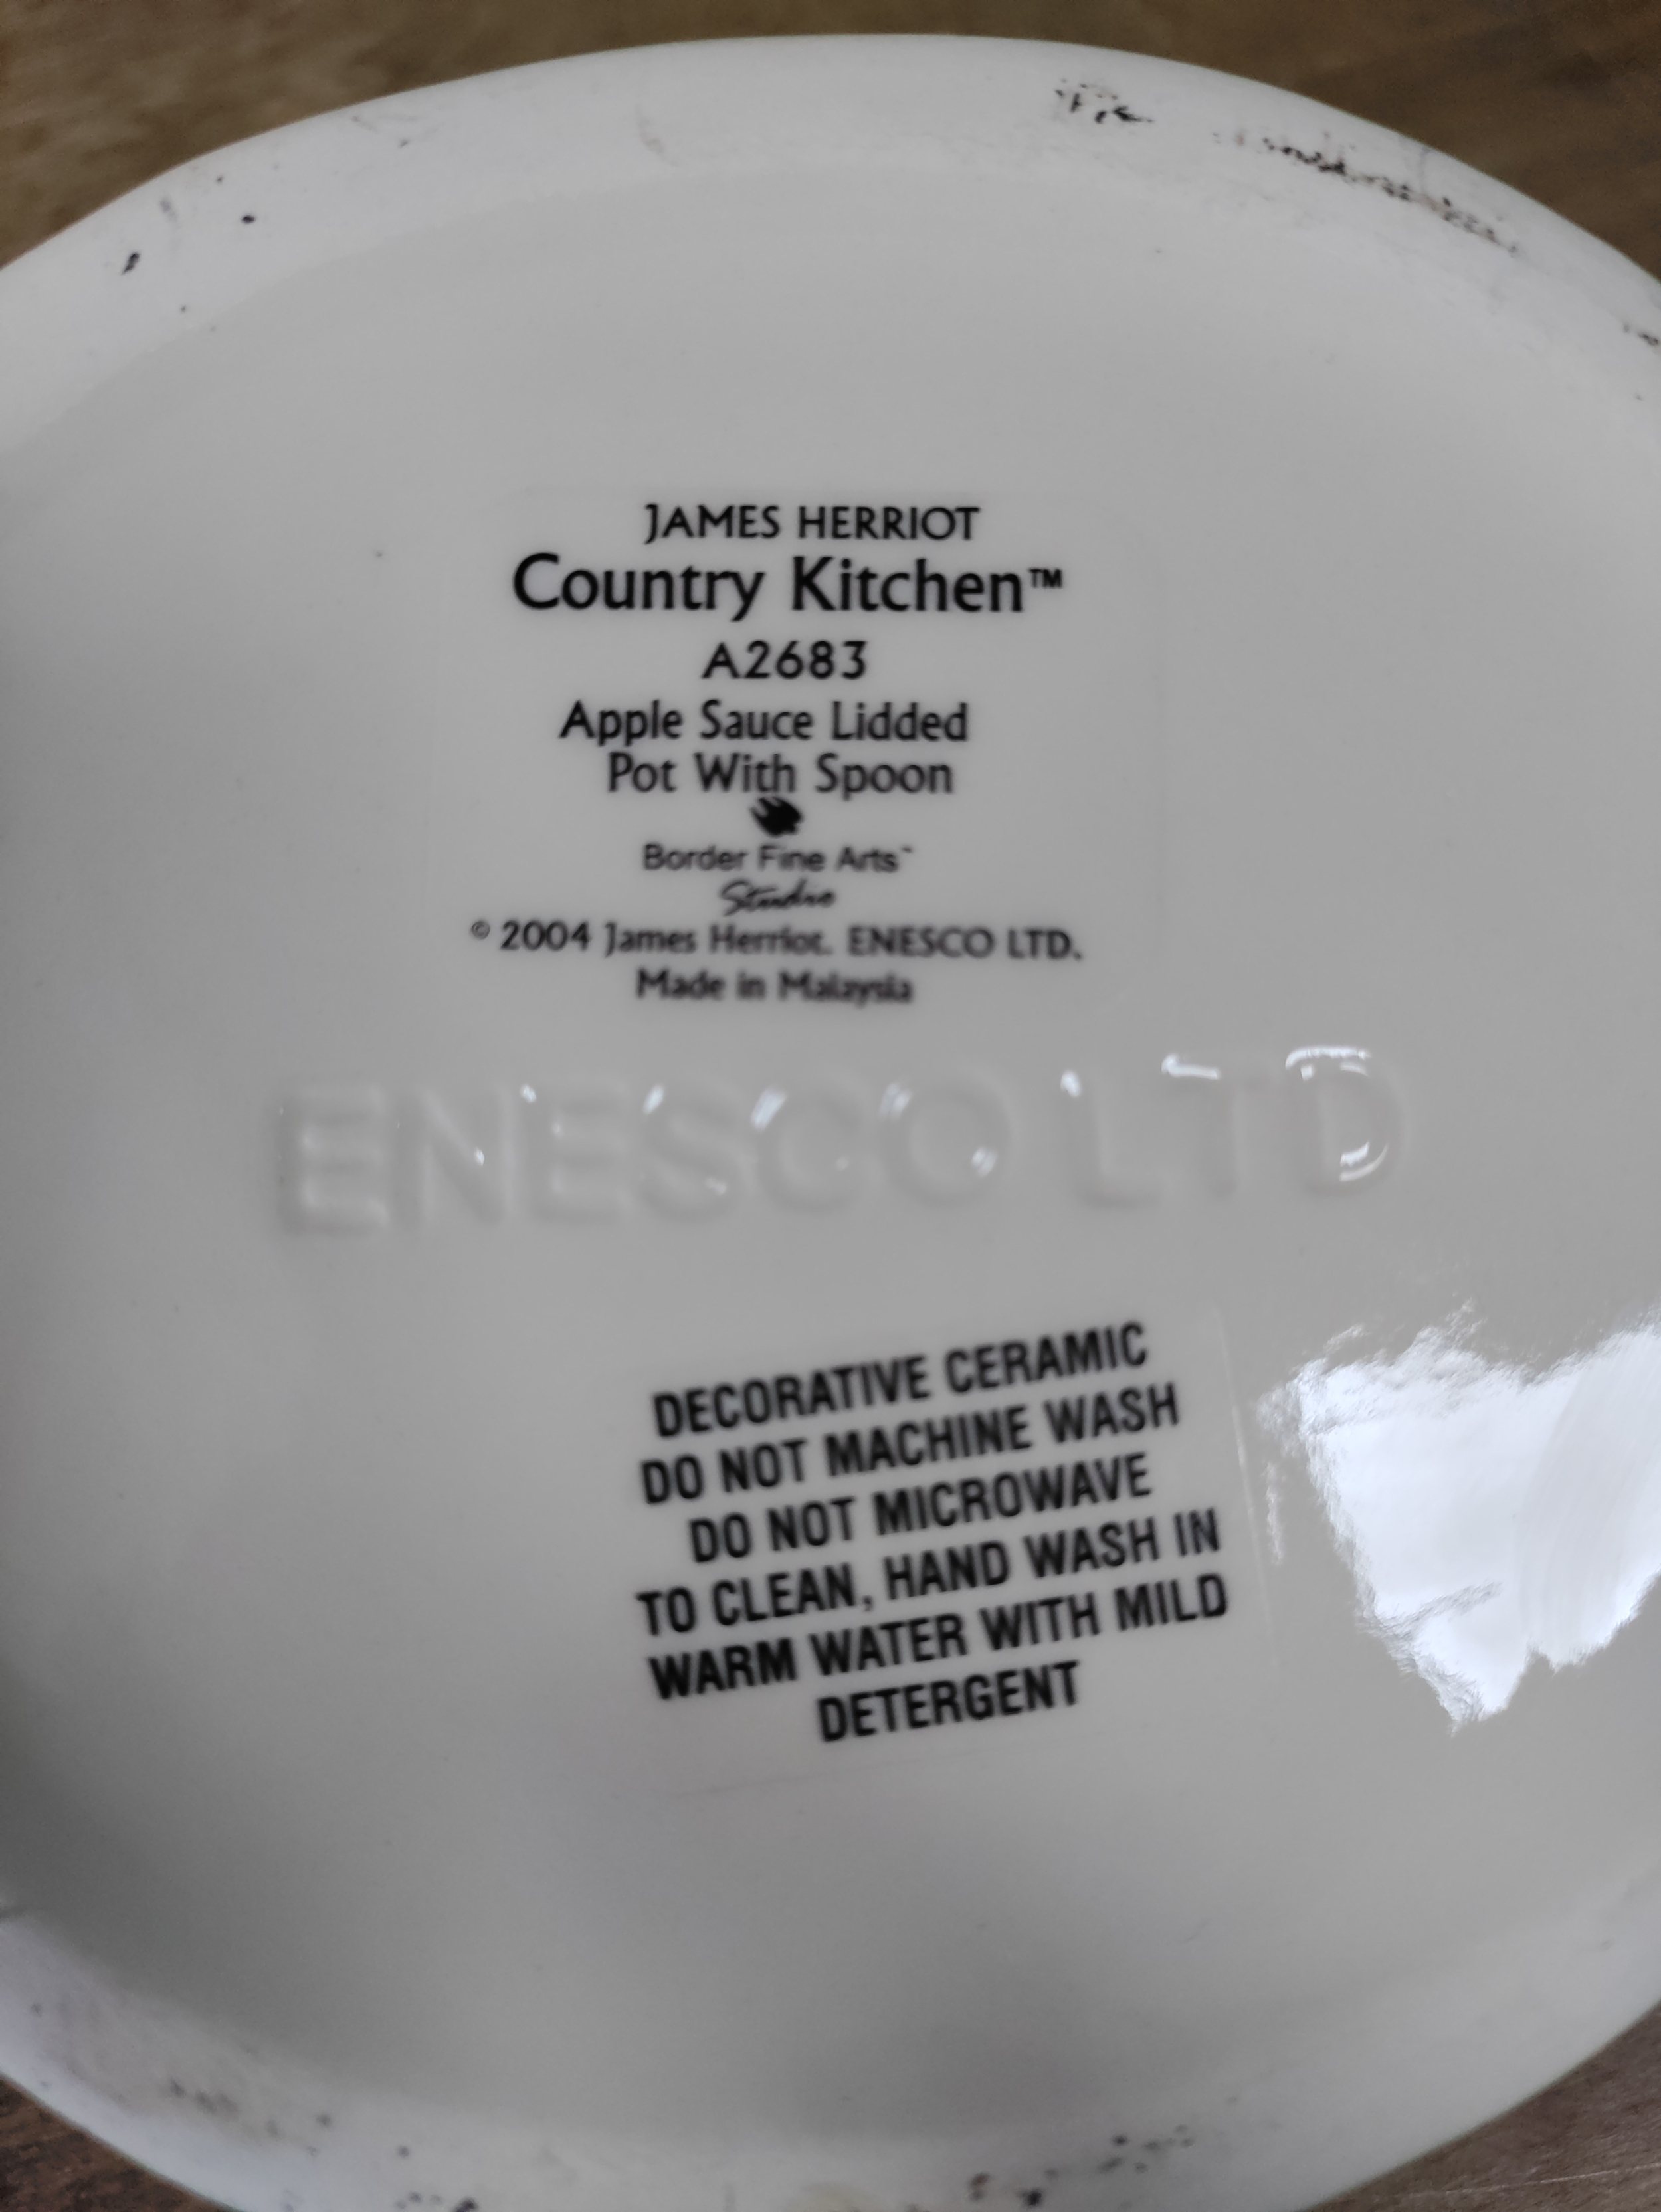 JAMES HERRIOT
Country Kitchen™
A2683
Apple Sauce Lidded
Pot With Spoon
Border Fine Arts™
Studio
© 2004 James Herriot. ENESCO LTD.
Made in Malaysia
ENESCO LTD
DECORATIVE CERAMIC
DO NOT MACHINE WASH
DO NOT MICROWAVE
TO CLEAN, HAND WASH IN
WARM WATER WITH MILD
DETERGENT